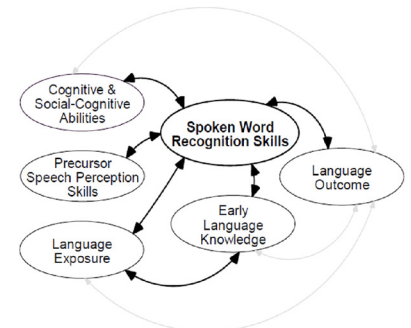 Cognitive &
Social-Cognitive
Abilities
Spoken Word
Recognition Skills
Precursor
Speech Perception
Skills
Language
Outcome
Early
Language
Knowledge
Language
Exposure